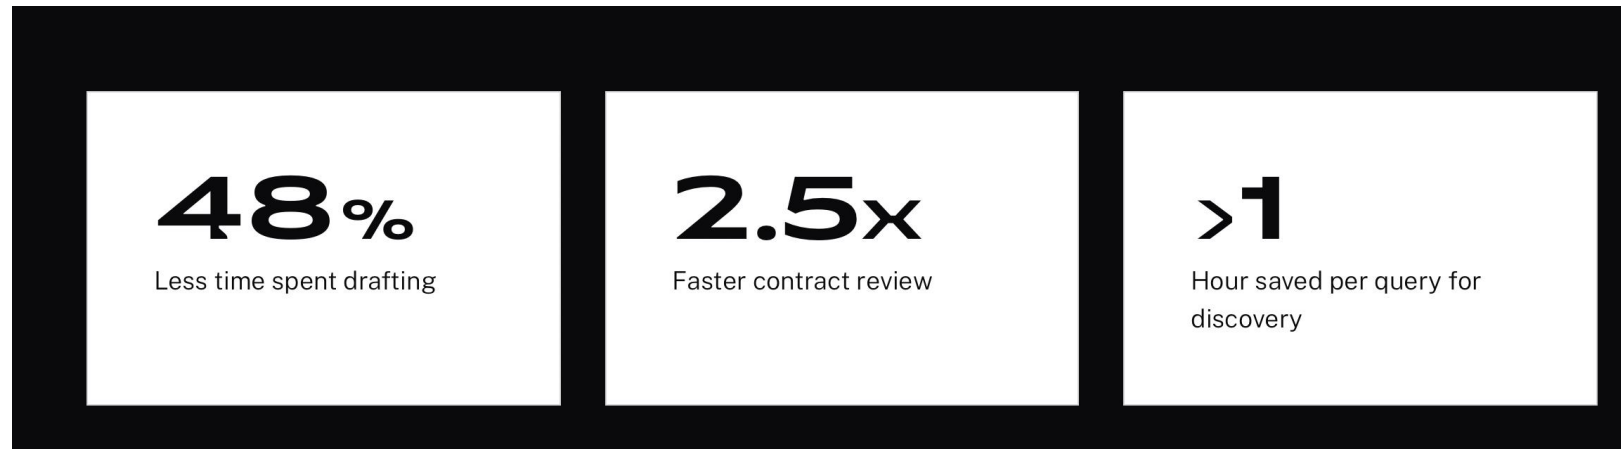 48%
Less time spent drafting
2.5x
Faster contract review
>1
Hour saved per query for
discovery